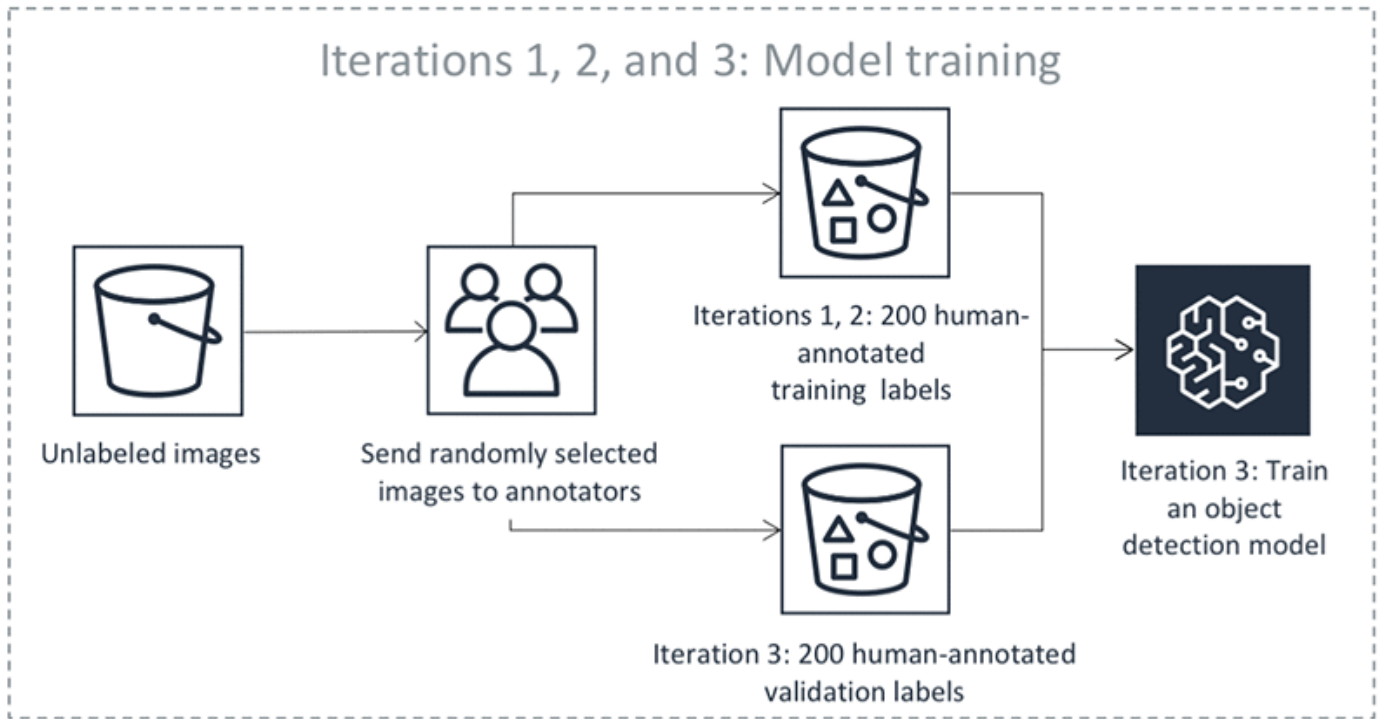 Iterations 1, 2, and 3: Model training
Unlabeled images
Send randomly selected
images to annotators
Iterations 1, 2: 200 human-
annotated
training labels
Iteration 3: 200 human-annotated
validation labels
Iteration 3: Train
an object
detection model